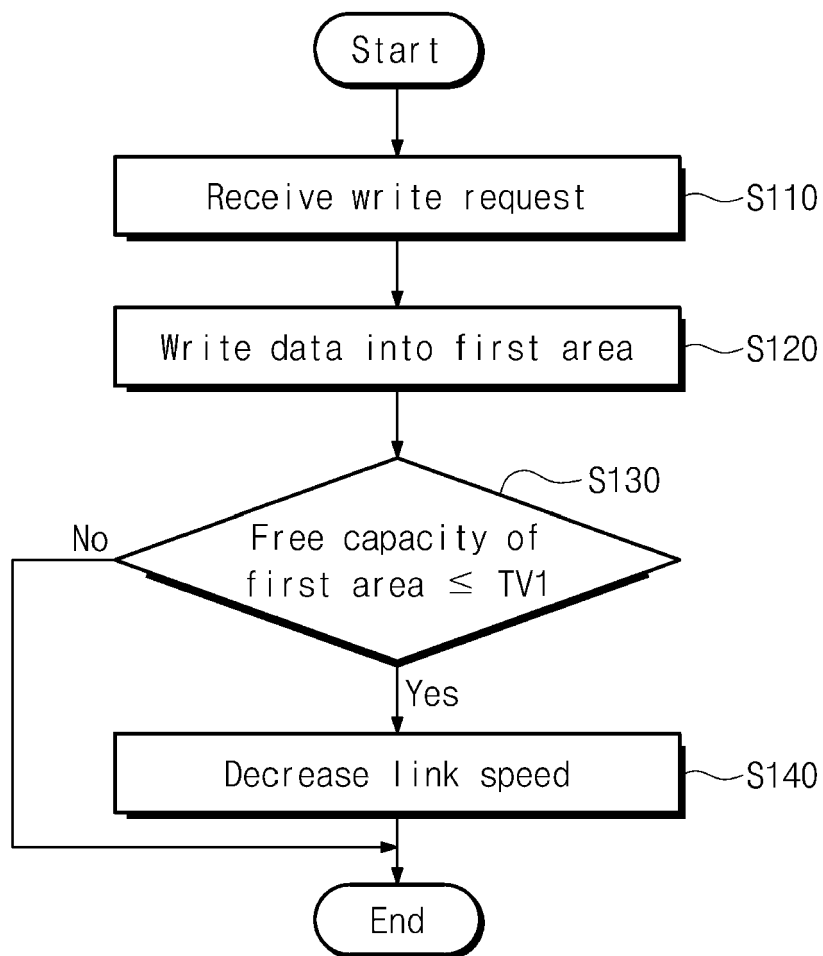 Start
Receive write request
S110
Write data into first area
S120
S130
No
Free capacity of
first area ≦ TV1
Yes
Decrease link speed
S140
End